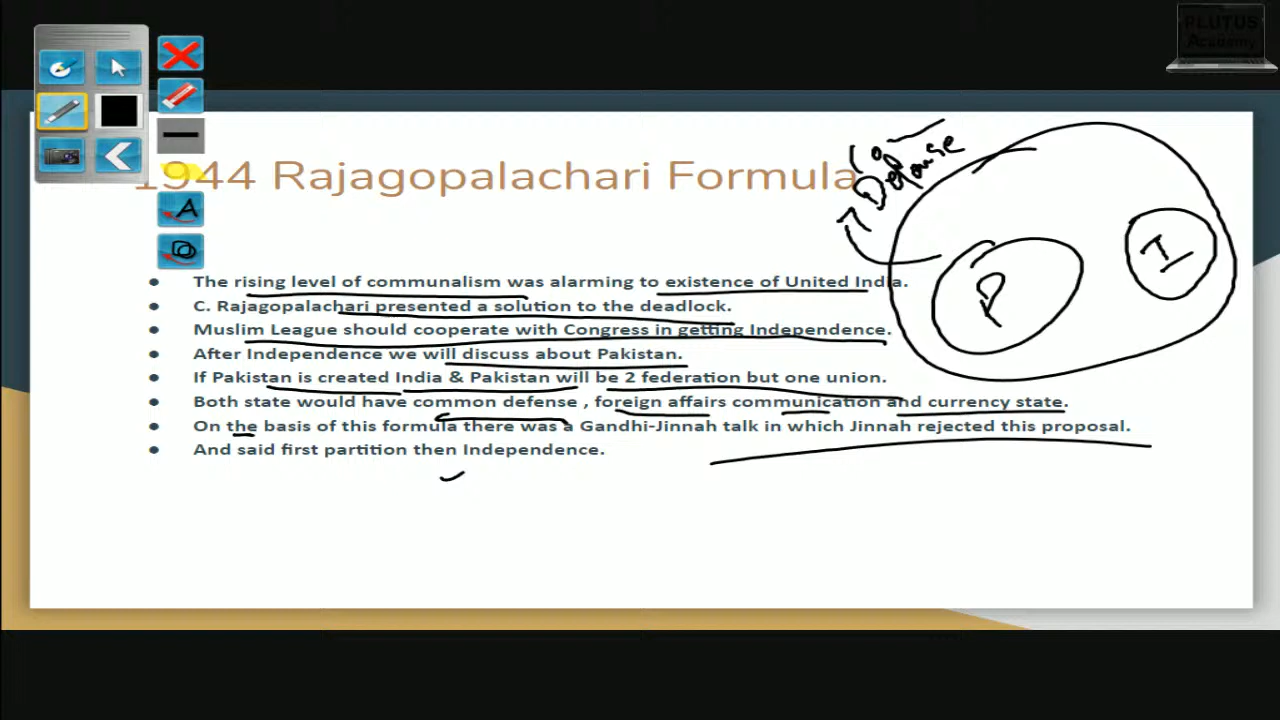 PLUTUS
Academy
1944 Rajagopalachari Formula
Defense
P
I
• The rising level of communalism was alarming to existence of United India.
• C. Rajagopalachari presented a solution to the deadlock.
• Muslim League should cooperate with Congress in getting Independence.
• After Independence we will discuss about Pakistan.
• If Pakistan is created India & Pakistan will be 2 federation but one union.
• Both state would have common defense , foreign affairs communication and currency state.
• On the basis of this formula there was a Gandhi-Jinnah talk in which Jinnah rejected this proposal.
• And said first partition then Independence.